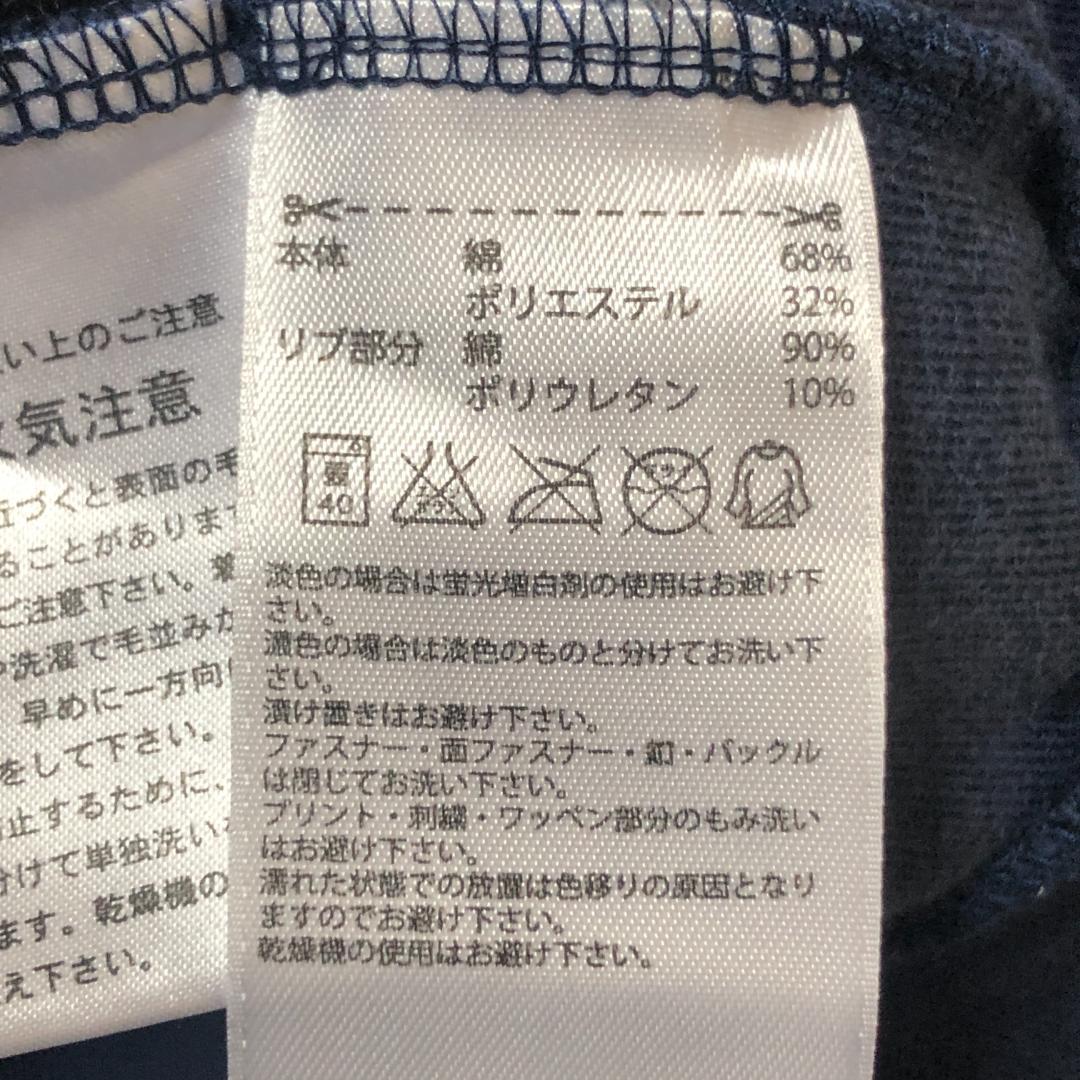 い上のご注意
気注意
近づくと表面の毛
ることがあります
ご注意下さい。着
洗濯で毛並みが
早めに一方向
をして下さい。
止するために、
分けて単独洗い
ます。乾燥機の
え下さい。
本体 綿 68%
ポリエステル 32%
リブ部分 綿 90%
ポリウレタン 10%
40
淡色の場合は蛍光増白剤の使用はお避け下
さい。
濃色の場合は淡色のものと分けてお洗い下
さい。
漬け置きはお避け下さい。
ファスナー・面ファスナー・釦・バックル
は閉じてお洗い下さい。
プリント・刺繍・ワッペン部分のもみ洗い
はお避け下さい。
濡れた状態での放置は色移りの原因となり
ますのでお避け下さい。
乾燥機の使用はお避け下さい。